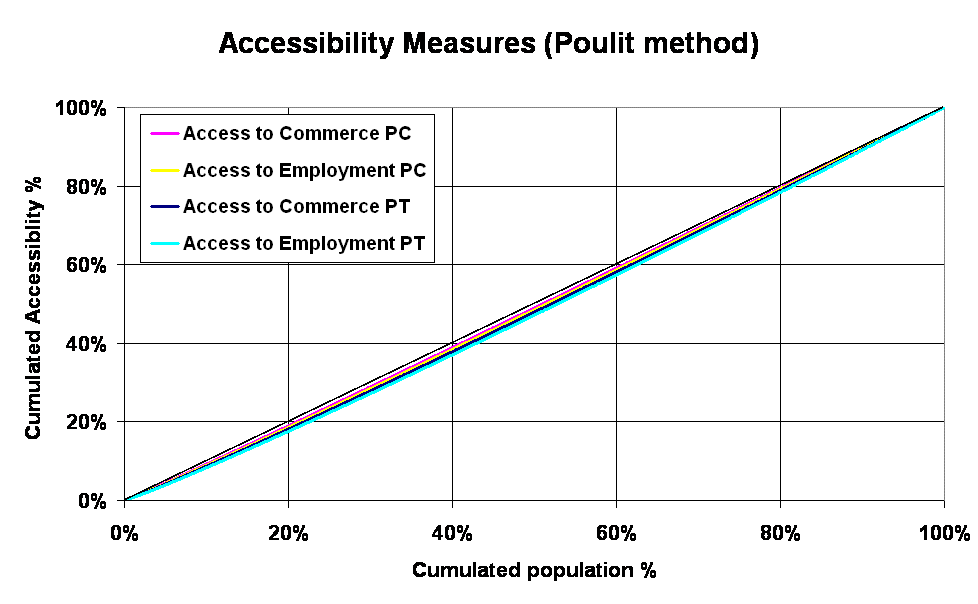 Accessibility Measures (Poulit method)
100%
80%
60%
40%
20%
0%
Cumulated Accessiblity %
Access to Commerce PC
Access to Employment PC
Access to Commerce PT
Access to Employment PT
0% 20% 40% 60% 80% 100%
Cumulated population %